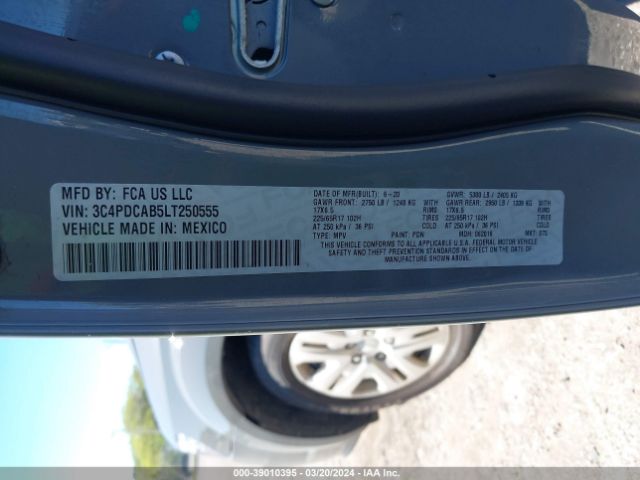 MFD BY: FCA US LLC
VIN: 3C4PDCAB5LT250555
VEHICLE MADE IN: MEXICO
DATE OF MFR(BUILT): 6-20 GVWR: 5300 LB / 2405 KG
GAWR FRONT: 2750 LB / 1248 KG RIMS GAWR REAR: 2950 LB / 1338 KG RIMS
17X6.5 17X6.5
225/65R17 102H COLD 225/65R17 102H COLD
AT 250 kPa / 36 PSI AT 250 kPa / 36 PSI
TYPE: MPV PAINT: PDN MDH: 062016 MKT: 075
THIS VEHICLE CONFORMS TO ALL APPLICABLE U.S.A. FEDERAL MOTOR VEHICLE
SAFETY AND THEFT PREVENTION STANDARDS IN EFFECT ON THE DATE OF
MANUFACTURE SHOWN ABOVE.
000-39010395 — 03/20/2024 — IAA Inc.